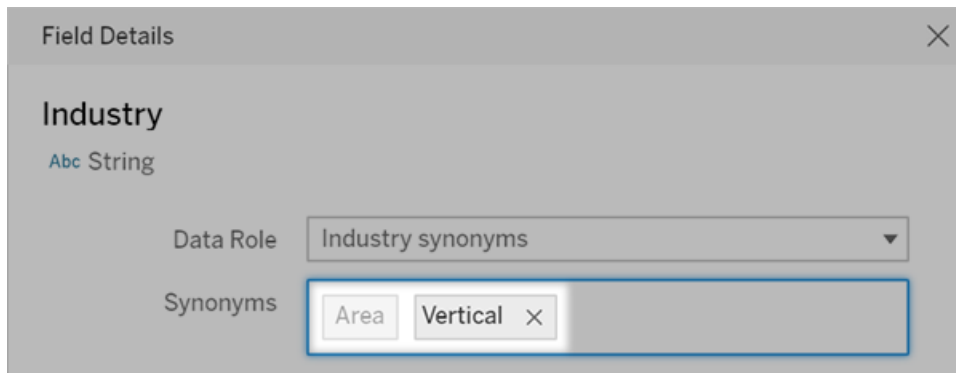 Field Details
Industry
Abc String
Data Role Industry synonyms
Synonyms Area Vertical